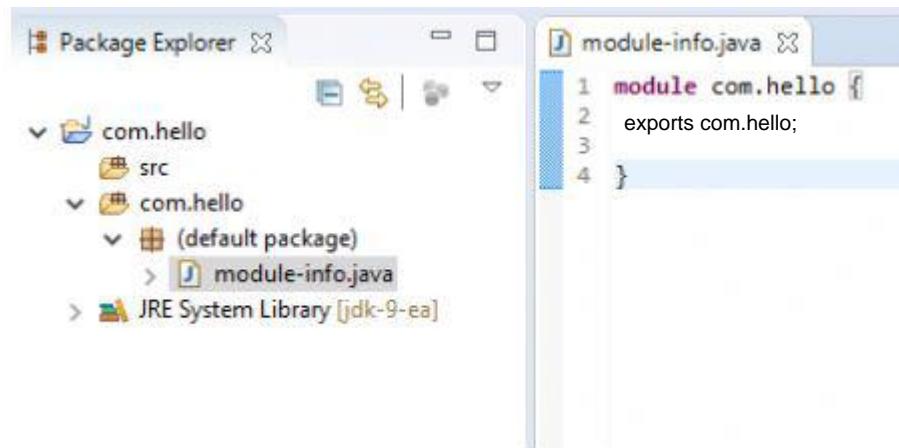 Package Explorer
com.hello
src
com.hello
(default package)
module-info.java
JRE System Library [jdk-9-ea]
module-info.java
1 module com.hello {
2 exports com.hello;
3
4 }